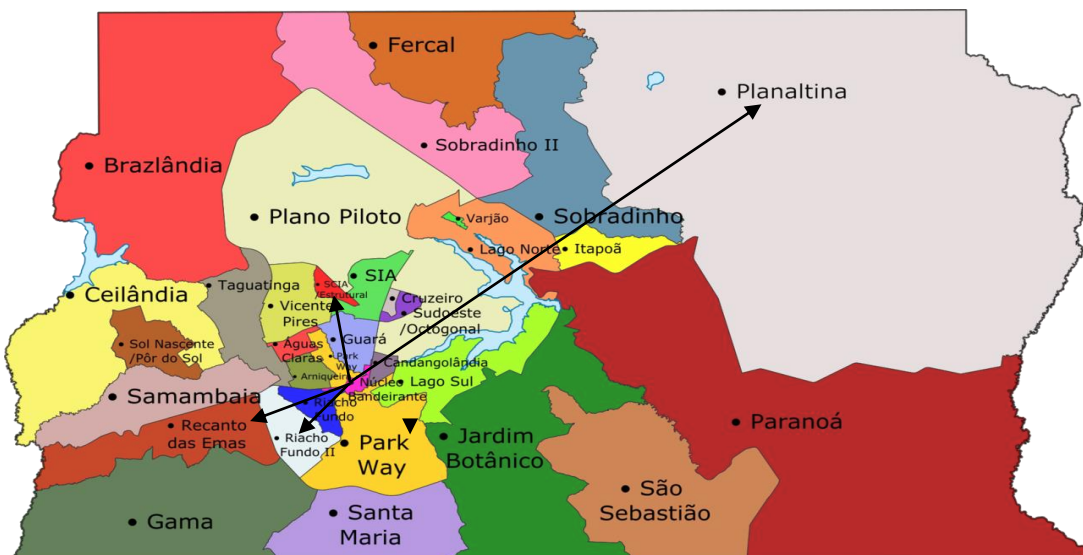 Fercal
Planaltina
Sobradinho II
Brazlândia
Plano Piloto
Varjão
Sobradinho
Lago Norte
Itapoã
SIA
Taguatinga
SCIA
/Estrutural
Ceilândia
Cruzeiro
Vicente
Pires
Sudoeste
/Octogonal
Sol Nascente
/Pôr do Sol
Guará
Águas
Claras
Park
Way
Candangolândia
Arniqueira
Núcleo
Bandeirante
Lago Sul
Samambaia
Riacho
Fundo
Recanto
das Emas
Riacho
Fundo II
Park
Way
Jardim
Botânico
Paranoá
São
Sebastião
Gama
Santa
Maria